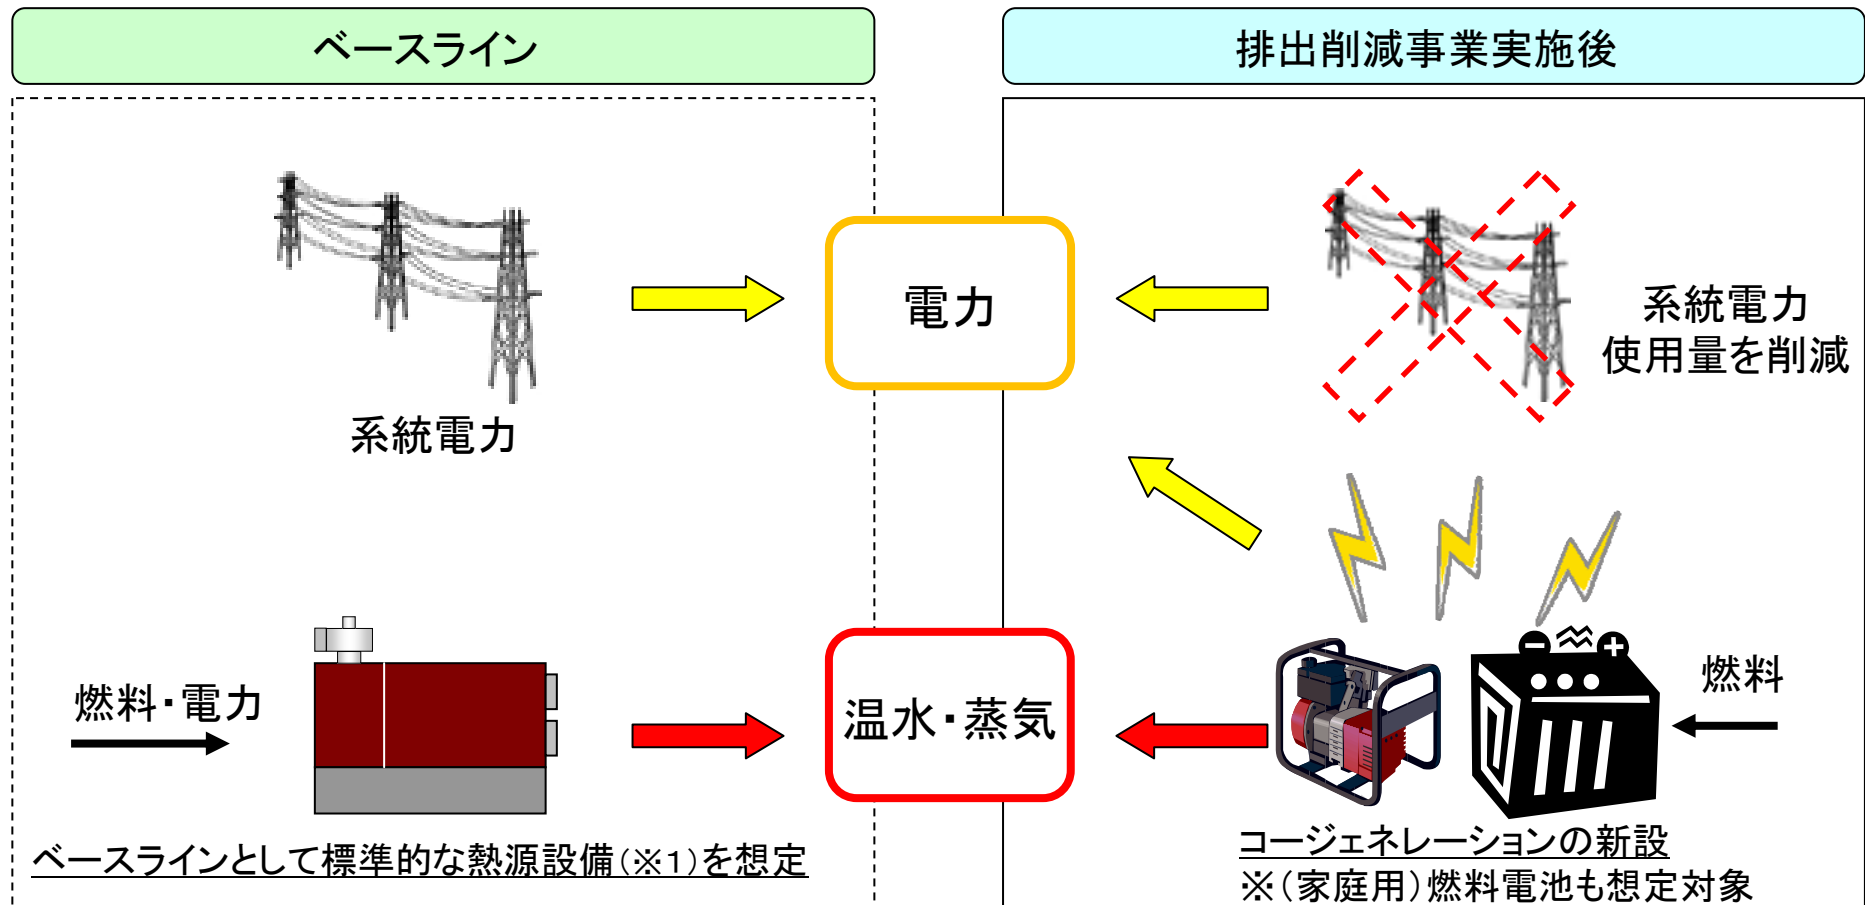 ベースライン
排出削減事業実施後
系統電力
電力
系統電力
使用量を削減
燃料・電力
温水・蒸気
燃料
ベースラインとして標準的な熱源設備(※1)を想定
コージェネレーションの新設
※(家庭用)燃料電池も想定対象